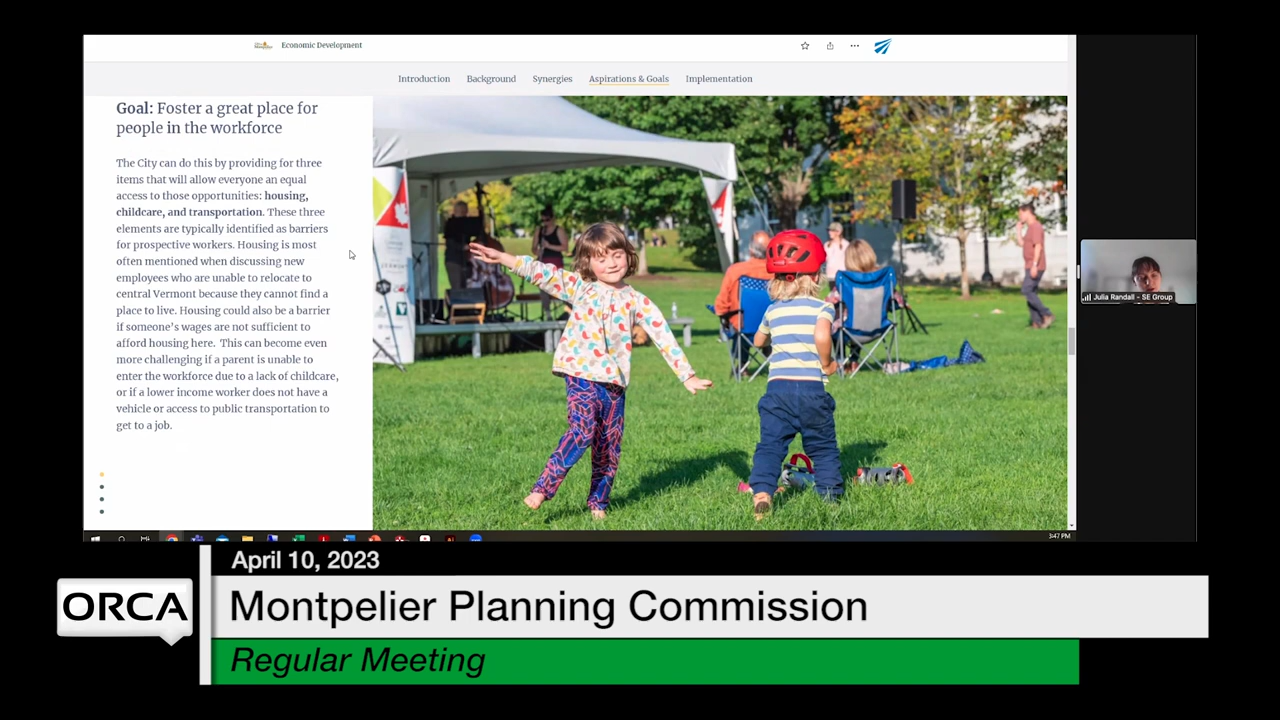 Economic Development
Introduction Background Synergies Aspirations & Goals Implementation
Goal: Foster a great place for
people in the workforce
The City can do this by providing for three
items that will allow everyone an equal
access to those opportunities: housing,
childcare, and transportation. These three
elements are typically identified as barriers
for prospective workers. Housing is most
often mentioned when discussing new
employees who are unable to relocate to
central Vermont because they cannot find a
place to live. Housing could also be a barrier
if someone's wages are not sufficient to
afford housing here. This can become even
more challenging if a parent is unable to
enter the workforce due to a lack of childcare,
or if a lower income worker does not have a
vehicle or access to public transportation to
get to a job.
Julia Randall - SE Group
3:47 PM
April 10, 2023
ORCA
Montpelier Planning Commission
Regular Meeting